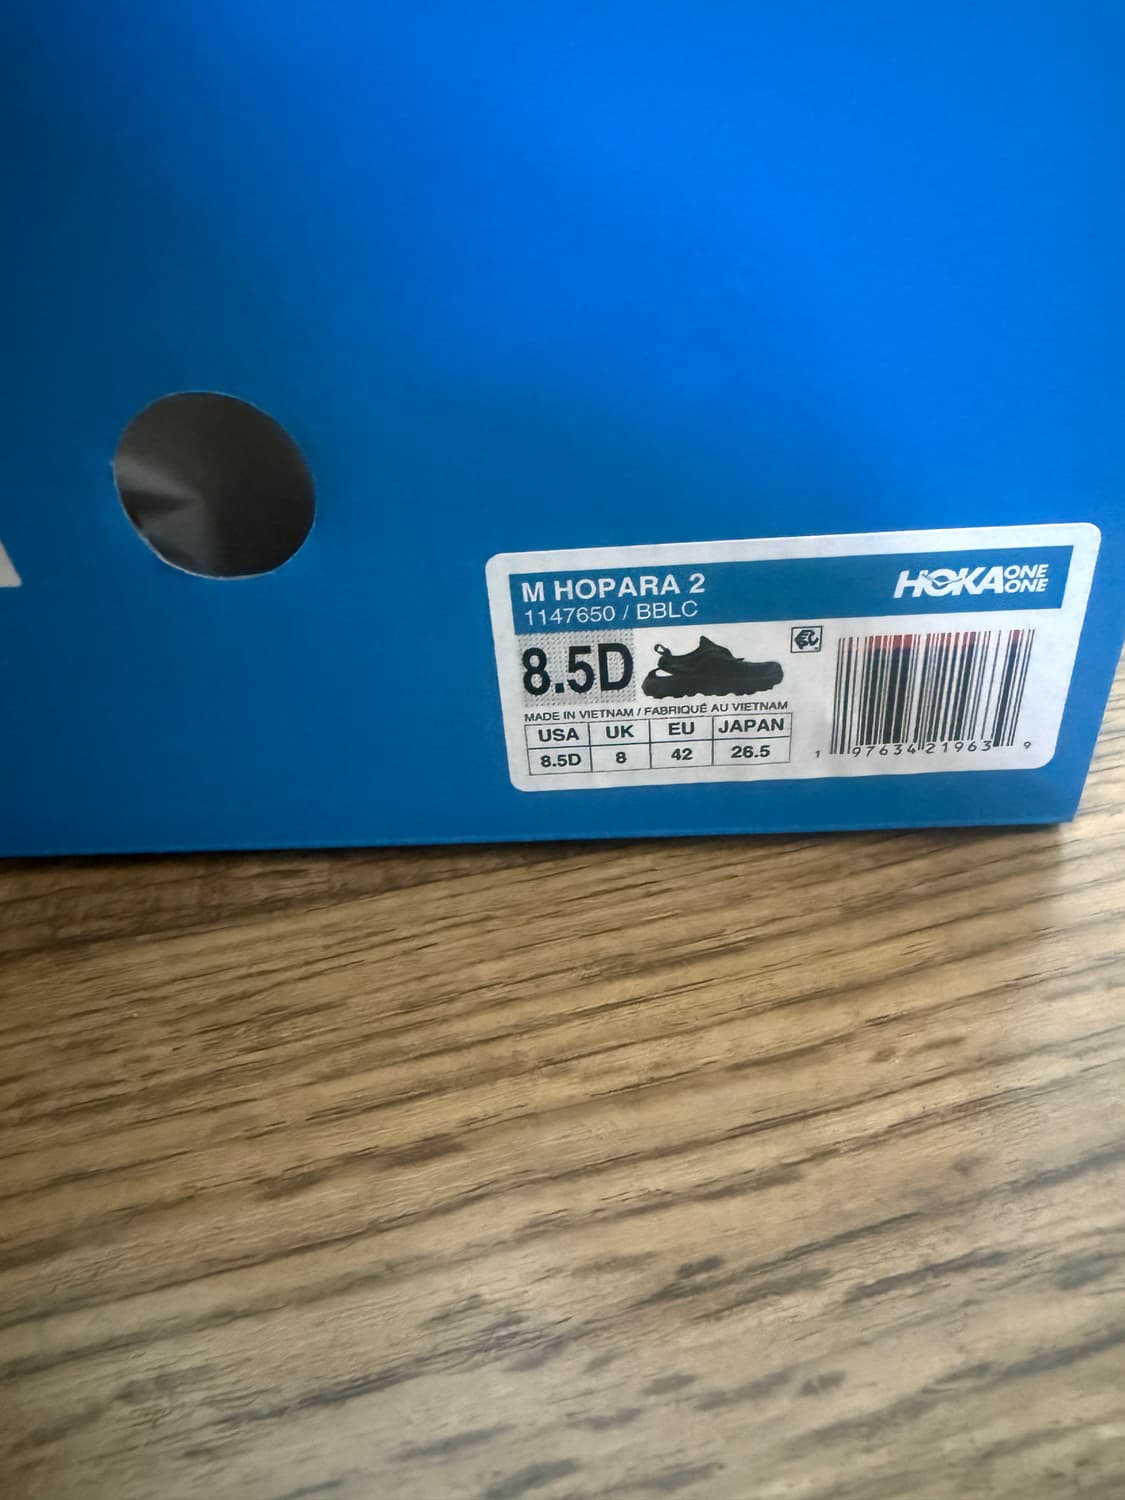 M HOPARA 2
1147650 / BBLC
HOKA ONE ONE
8.5D
MADE IN VIETNAM / FABRIQUÉ AU VIETNAM
USA UK EU JAPAN
8.5D 8 42 26.5
1 97634 21963 9